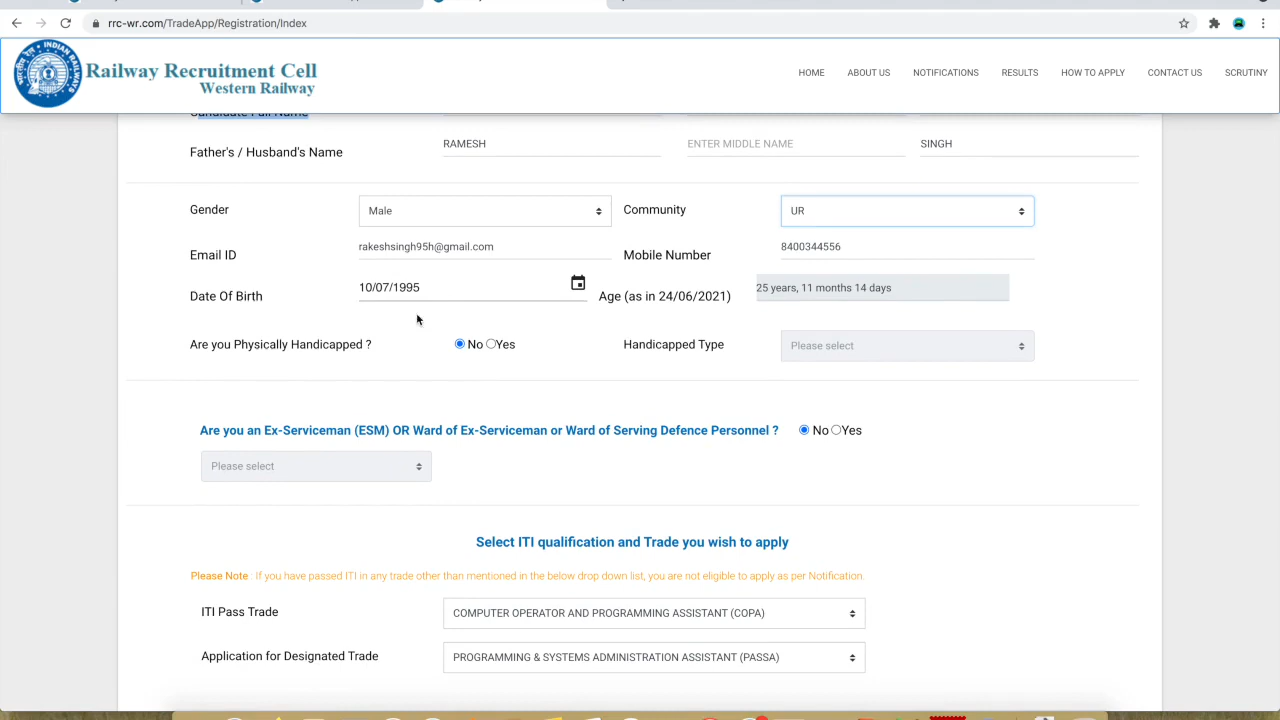 rrc-wr.com/TradeApp/Registration/Index
INDIAN
RAILWAYS
Railway Recruitment Cell
Western Railway
HOME ABOUT US NOTIFICATIONS RESULTS HOW TO APPLY CONTACT US SCRUTINY
Candidate Full Name
Father's / Husband's Name RAMESH ENTER MIDDLE NAME SINGH
Gender Male Community UR
Email ID rakeshsingh95h@gmail.com Mobile Number 8400344556
Date Of Birth 10/07/1995 Age (as in 24/06/2021) 25 years, 11 months 14 days
Are you Physically Handicapped ? No Yes Handicapped Type Please select
Are you an Ex-Serviceman (ESM) OR Ward of Ex-Serviceman or Ward of Serving Defence Personnel ? No Yes
Please select
Select ITI qualification and Trade you wish to apply
Please Note If you have passed ITI in any trade other than mentioned in the below drop down list, you are not eligible to apply as per Notification
ITI Pass Trade COMPUTER OPERATOR AND PROGRAMMING ASSISTANT (COPA)
Application for Designated Trade PROGRAMMING & SYSTEMS ADMINISTRATION ASSISTANT (PASSA)